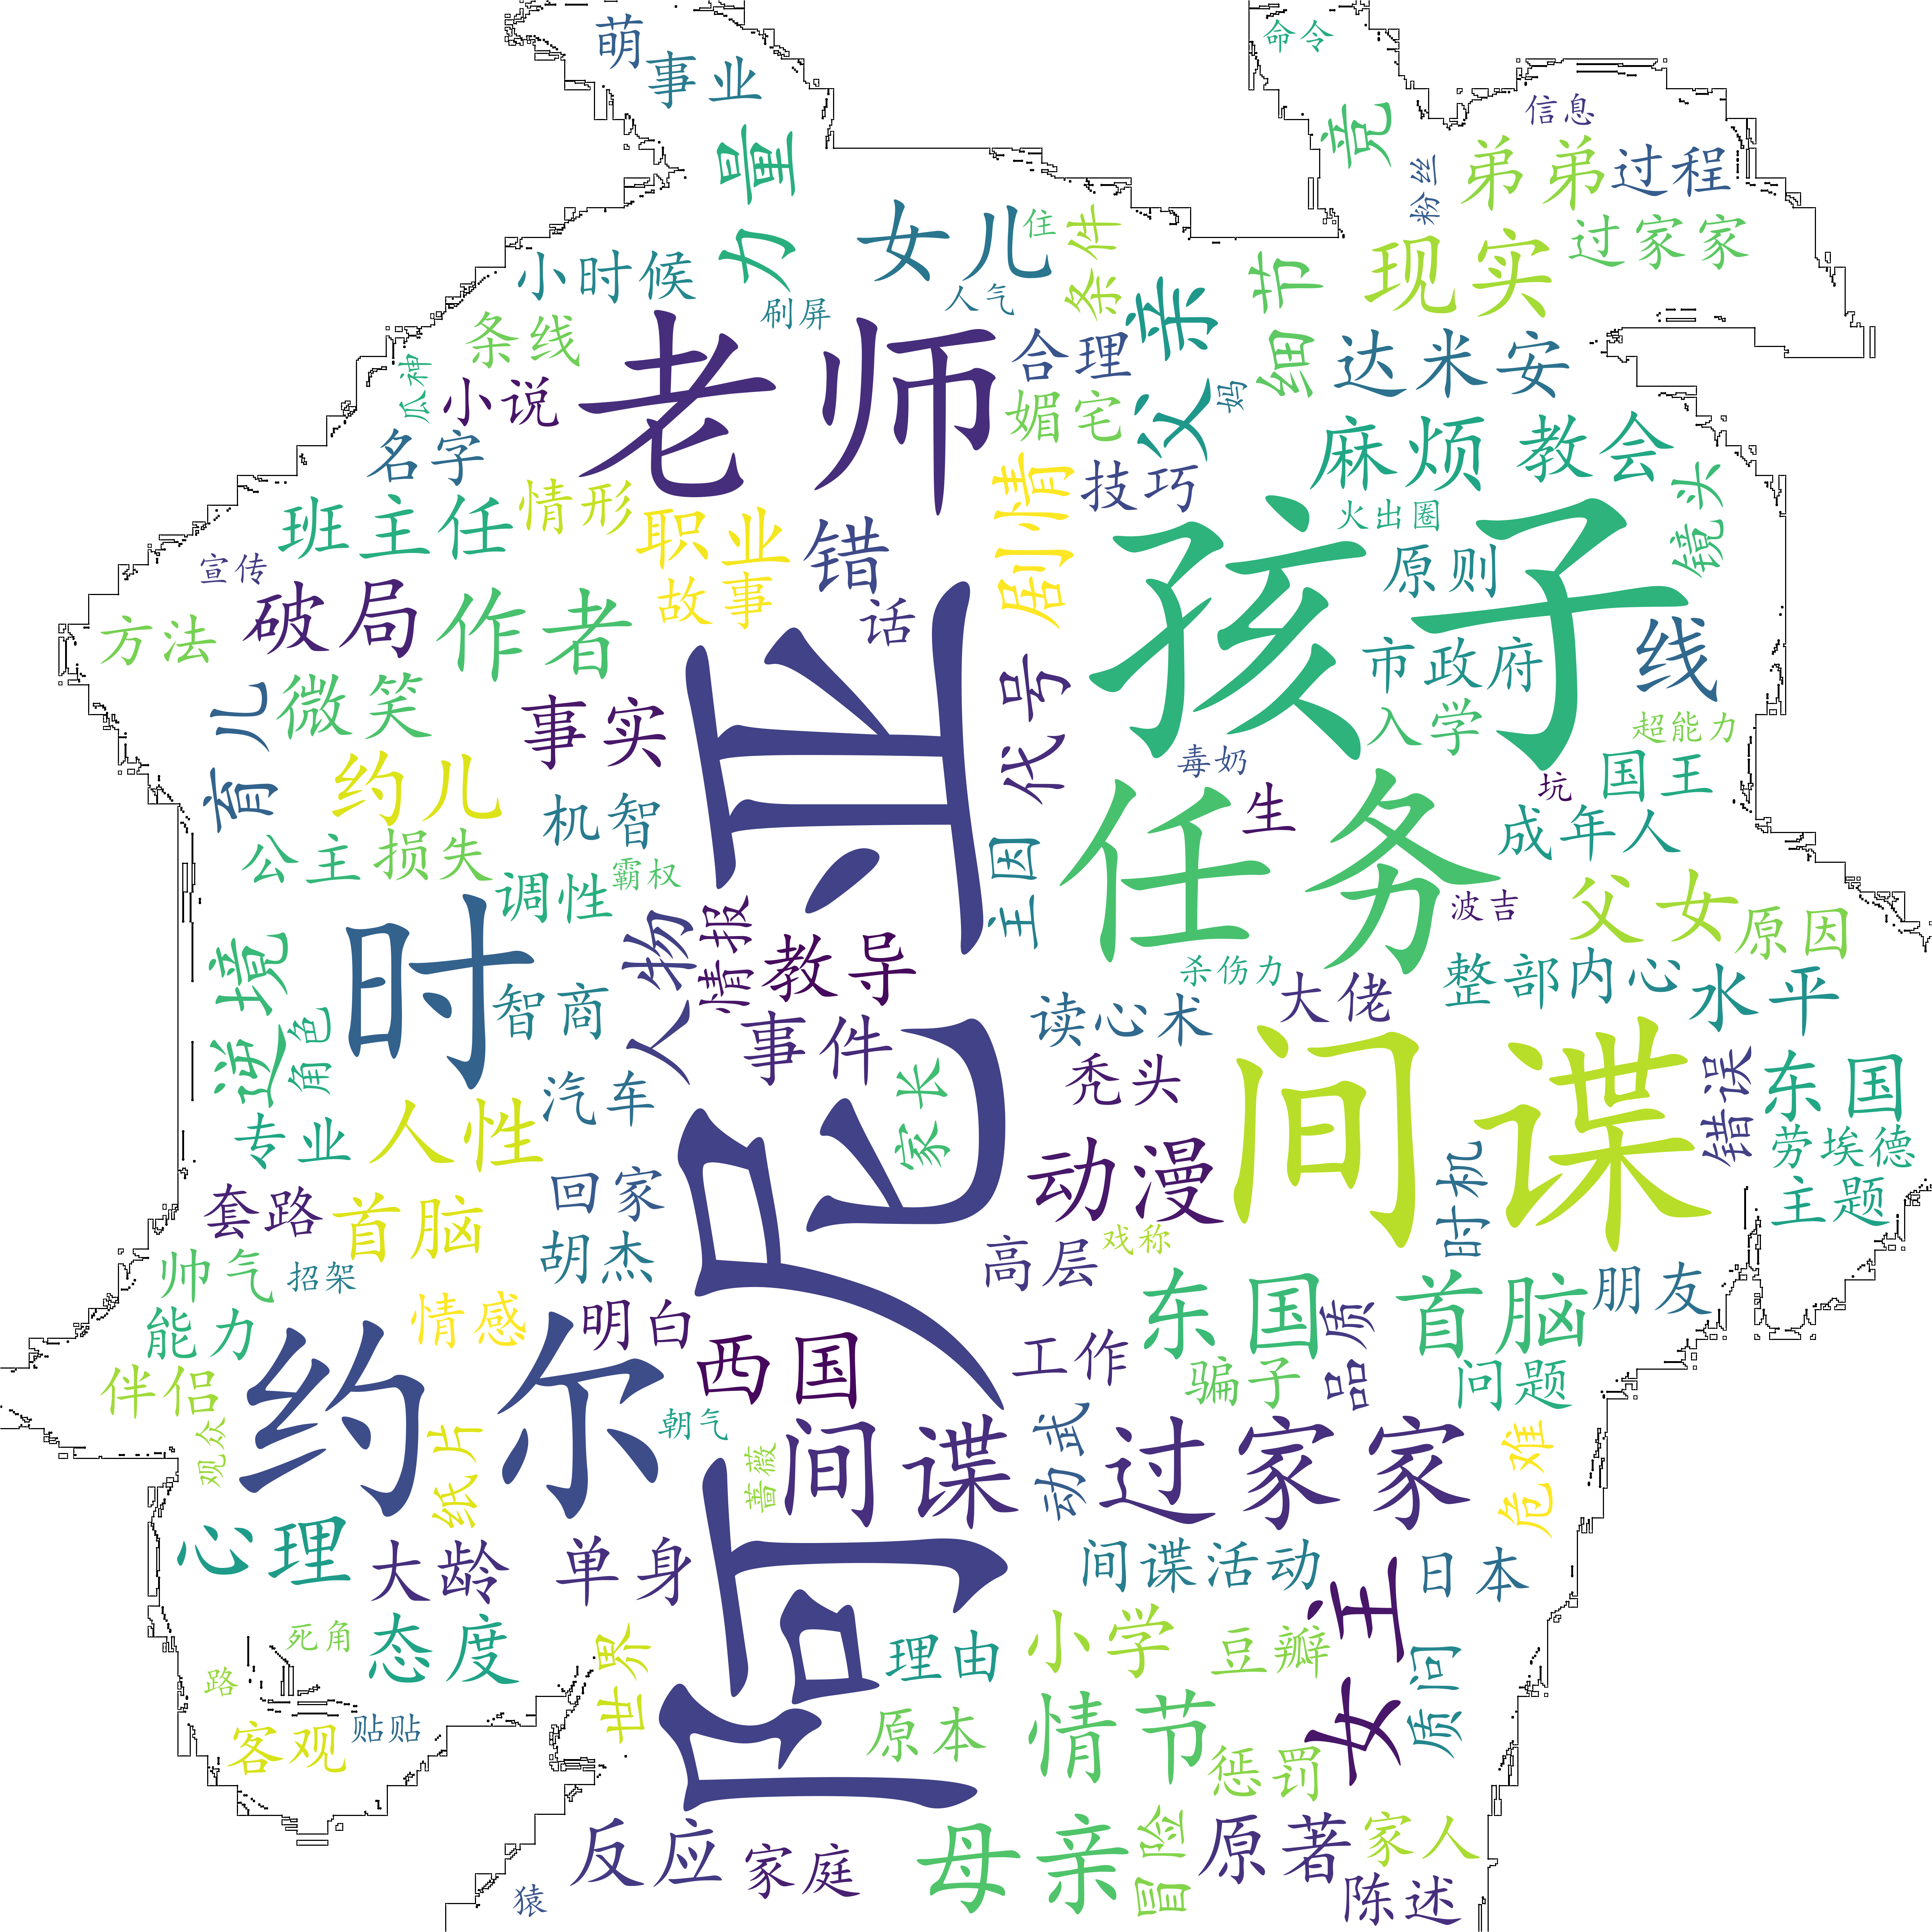 命令
萌
事业
信息
竞
力量
弟弟
过程
粉丝
女儿
住
条件
过家家
小时候
人气
刷屏
父亲
细节
现实
条线
老师
合理
达米安
瓜神
小说
媚宅
妈
麻烦
教会
名字
剧情
技巧
镜头
班主任
情形
职业
错
孩子
火出圈
宣传
破局
作者
故事
话
原则
方法
微笑
代号
市政府
线
育儿
事实
阿尼亚
入学
超能力
约儿
机智
任务
毒奶
生
坑
国王
公主
损失
霸权
主因
成年人
调性
人物
情报
教导
波吉
父女
原因
逆境
角色
时
智商
事件
杀伤力
大佬
整部
内心
水平
读心术
间谍
专业
人性
汽车
家长
秃头
错误
东国
劳埃德
套路
首脑
回家
动漫
时机
主题
帅气
招架
胡杰
高层
戏称
能力
情感
明白
东国
首脑
朋友
伴侣
约尔
西国
工作
骗子
品质
问题
观众
纸片
朝气
间谍过家家
危难
心理
大龄
单身
蔷薇
动武
间谍活动
女主
日本
死角
态度
世界
理由
小学
豆瓣
质问
路
客观
贴贴
原本
情节
惩罚
反应
家庭
母亲
冒险
原著
家人
猿
陈述